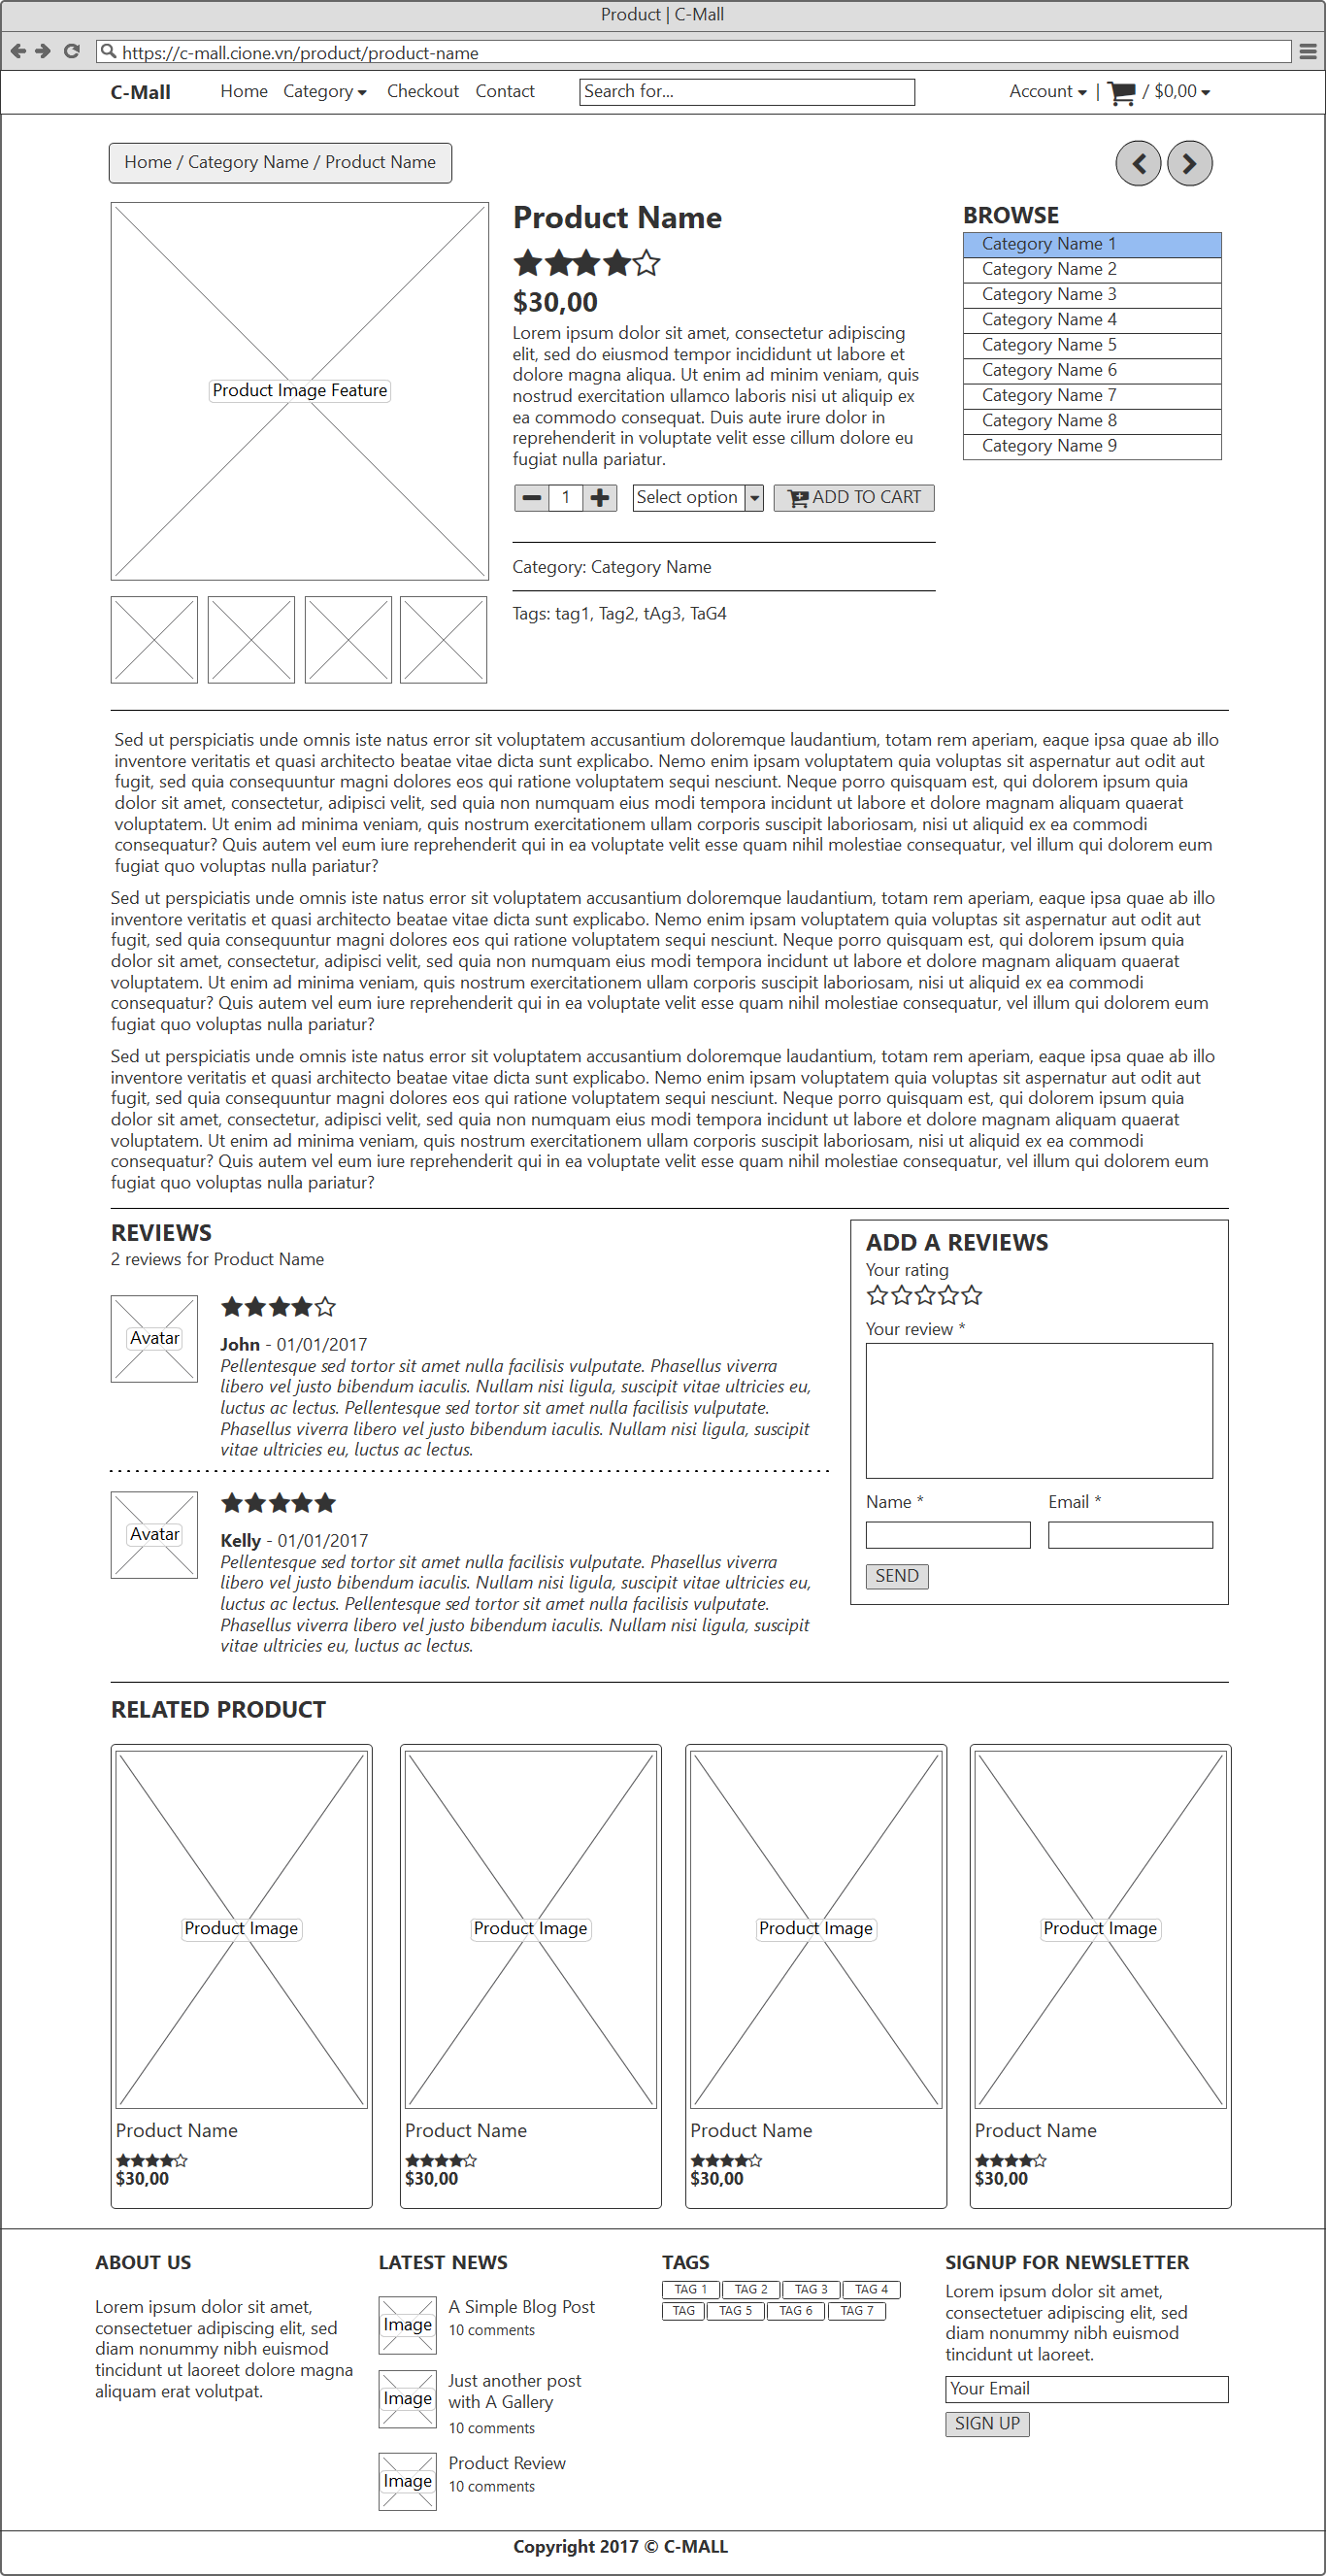 Product | C-Mall
https://c-mall.cione.vn/product/product-name
C-Mall Home Category Checkout Contact Search for... Account | / $0,00
Home / Category Name / Product Name
Product Image Feature
Product Name
$30,00
Lorem ipsum dolor sit amet, consectetur adipiscing
elit, sed do eiusmod tempor incididunt ut labore et
dolore magna aliqua. Ut enim ad minim veniam, quis
nostrud exercitation ullamco laboris nisi ut aliquip ex
ea commodo consequat. Duis aute irure dolor in
reprehenderit in voluptate velit esse cillum dolore eu
fugiat nulla pariatur.
1 Select option ADD TO CART
Category: Category Name
Tags: tag1, Tag2, tAg3, TaG4
BROWSE
Category Name 1
Category Name 2
Category Name 3
Category Name 4
Category Name 5
Category Name 6
Category Name 7
Category Name 8
Category Name 9
Sed ut perspiciatis unde omnis iste natus error sit voluptatem accusantium doloremque laudantium, totam rem aperiam, eaque ipsa quae ab illo
inventore veritatis et quasi architecto beatae vitae dicta sunt explicabo. Nemo enim ipsam voluptatem quia voluptas sit aspernatur aut odit aut
fugit, sed quia consequuntur magni dolores eos qui ratione voluptatem sequi nesciunt. Neque porro quisquam est, qui dolorem ipsum quia
dolor sit amet, consectetur, adipisci velit, sed quia non numquam eius modi tempora incidunt ut labore et dolore magnam aliquam quaerat
voluptatem. Ut enim ad minima veniam, quis nostrum exercitationem ullam corporis suscipit laboriosam, nisi ut aliquid ex ea commodi
consequatur? Quis autem vel eum iure reprehenderit qui in ea voluptate velit esse quam nihil molestiae consequatur, vel illum qui dolorem eum
fugiat quo voluptas nulla pariatur?
Sed ut perspiciatis unde omnis iste natus error sit voluptatem accusantium doloremque laudantium, totam rem aperiam, eaque ipsa quae ab illo
inventore veritatis et quasi architecto beatae vitae dicta sunt explicabo. Nemo enim ipsam voluptatem quia voluptas sit aspernatur aut odit aut
fugit, sed quia consequuntur magni dolores eos qui ratione voluptatem sequi nesciunt. Neque porro quisquam est, qui dolorem ipsum quia
dolor sit amet, consectetur, adipisci velit, sed quia non numquam eius modi tempora incidunt ut labore et dolore magnam aliquam quaerat
voluptatem. Ut enim ad minima veniam, quis nostrum exercitationem ullam corporis suscipit laboriosam, nisi ut aliquid ex ea commodi
consequatur? Quis autem vel eum iure reprehenderit qui in ea voluptate velit esse quam nihil molestiae consequatur, vel illum qui dolorem eum
fugiat quo voluptas nulla pariatur?
Sed ut perspiciatis unde omnis iste natus error sit voluptatem accusantium doloremque laudantium, totam rem aperiam, eaque ipsa quae ab illo
inventore veritatis et quasi architecto beatae vitae dicta sunt explicabo. Nemo enim ipsam voluptatem quia voluptas sit aspernatur aut odit aut
fugit, sed quia consequuntur magni dolores eos qui ratione voluptatem sequi nesciunt. Neque porro quisquam est, qui dolorem ipsum quia
dolor sit amet, consectetur, adipisci velit, sed quia non numquam eius modi tempora incidunt ut labore et dolore magnam aliquam quaerat
voluptatem. Ut enim ad minima veniam, quis nostrum exercitationem ullam corporis suscipit laboriosam, nisi ut aliquid ex ea commodi
consequatur? Quis autem vel eum iure reprehenderit qui in ea voluptate velit esse quam nihil molestiae consequatur, vel illum qui dolorem eum
fugiat quo voluptas nulla pariatur?
REVIEWS
2 reviews for Product Name
Avatar
John - 01/01/2017
Pellentesque sed tortor sit amet nulla facilisis vulputate. Phasellus viverra
libero vel justo bibendum iaculis. Nullam nisi ligula, suscipit vitae ultricies eu,
luctus ac lectus. Pellentesque sed tortor sit amet nulla facilisis vulputate.
Phasellus viverra libero vel justo bibendum iaculis. Nullam nisi ligula, suscipit
vitae ultricies eu, luctus ac lectus.
Avatar
Kelly - 01/01/2017
Pellentesque sed tortor sit amet nulla facilisis vulputate. Phasellus viverra
libero vel justo bibendum iaculis. Nullam nisi ligula, suscipit vitae ultricies eu,
luctus ac lectus. Pellentesque sed tortor sit amet nulla facilisis vulputate.
Phasellus viverra libero vel justo bibendum iaculis. Nullam nisi ligula, suscipit
vitae ultricies eu, luctus ac lectus.
ADD A REVIEWS
Your rating
Your review *
Name * Email *
SEND
RELATED PRODUCT
Product Image
Product Name
$30,00
Product Image
Product Name
$30,00
Product Image
Product Name
$30,00
Product Image
Product Name
$30,00
ABOUT US
Lorem ipsum dolor sit amet,
consectetuer adipiscing elit, sed
diam nonummy nibh euismod
tincidunt ut laoreet dolore magna
aliquam erat volutpat.
LATEST NEWS
Image
A Simple Blog Post
10 comments
Image
Just another post
with A Gallery
10 comments
Image
Product Review
10 comments
TAGS
TAG 1 TAG 2 TAG 3 TAG 4
TAG TAG 5 TAG 6 TAG 7
SIGNUP FOR NEWSLETTER
Lorem ipsum dolor sit amet,
consectetuer adipiscing elit, sed
diam nonummy nibh euismod
tincidunt ut laoreet.
Your Email
SIGN UP
Copyright 2017 © C-MALL